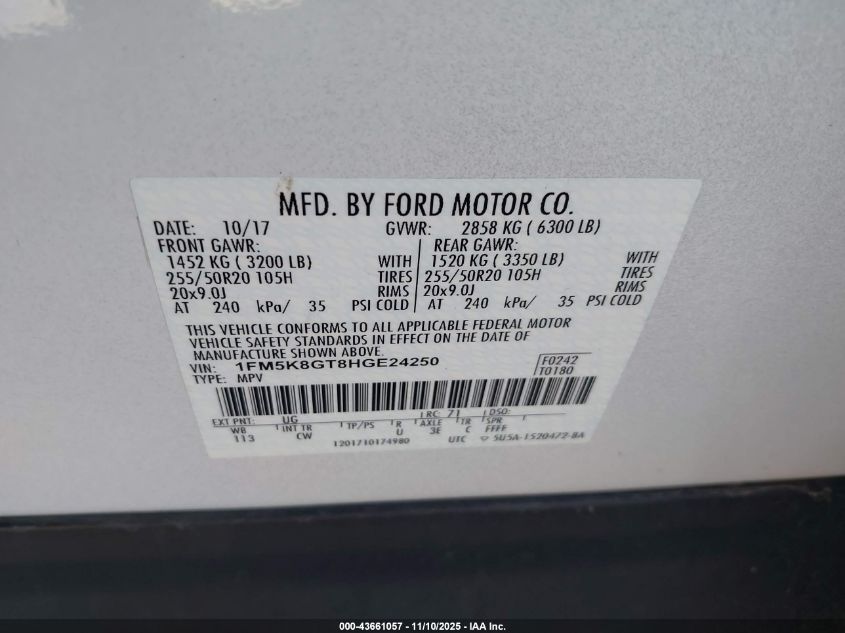 MFD. BY FORD MOTOR CO.
DATE: 10/17 GVWR: 2858 KG ( 6300 LB)
FRONT GAWR: REAR GAWR:
1452 KG ( 3200 LB) WITH 1520 KG ( 3350 LB) WITH
255/50R20 105H TIRES 255/50R20 105H TIRES
20x9.0J RIMS 20x9.0J RIMS
AT 240 kPa/ 35 PSI COLD AT 240 kPa/ 35 PSI COLD
THIS VEHICLE CONFORMS TO ALL APPLICABLE FEDERAL MOTOR
VEHICLE SAFETY STANDARDS IN EFFECT ON THE DATE OF
MANUFACTURE SHOWN ABOVE.
VIN: 1FM5K8GT8HGE24250 F0242
TYPE: MPV T0180
EXT PNT: UG RC: 71 DSO:
WB INT TR TP/PS R AXLE TR SPR
113 CW U 3E C FFFF
1201710174980 UTC 5U5A-1520472-BA
000-43661057 - 11/10/2025 - IAA Inc.